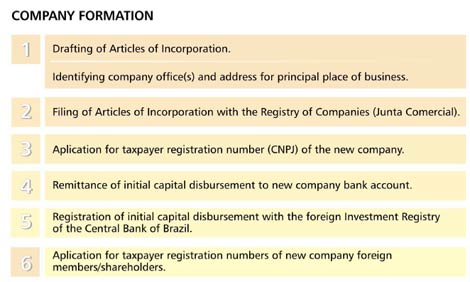 COMPANY FORMATION
1 Drafting of Articles of Incorporation.
Identifying company office(s) and address for principal place of business.
2 Filing of Articles of Incorporation with the Registry of Companies (Junta Comercial).
3 Aplication for taxpayer registration number (CNPJ) of the new company.
4 Remittance of initial capital disbursement to new company bank account.
5 Registration of initial capital disbursement with the foreign Investment Registry
of the Central Bank of Brazil.
6 Aplication for taxpayer registration numbers of new company foreign
members/shareholders.